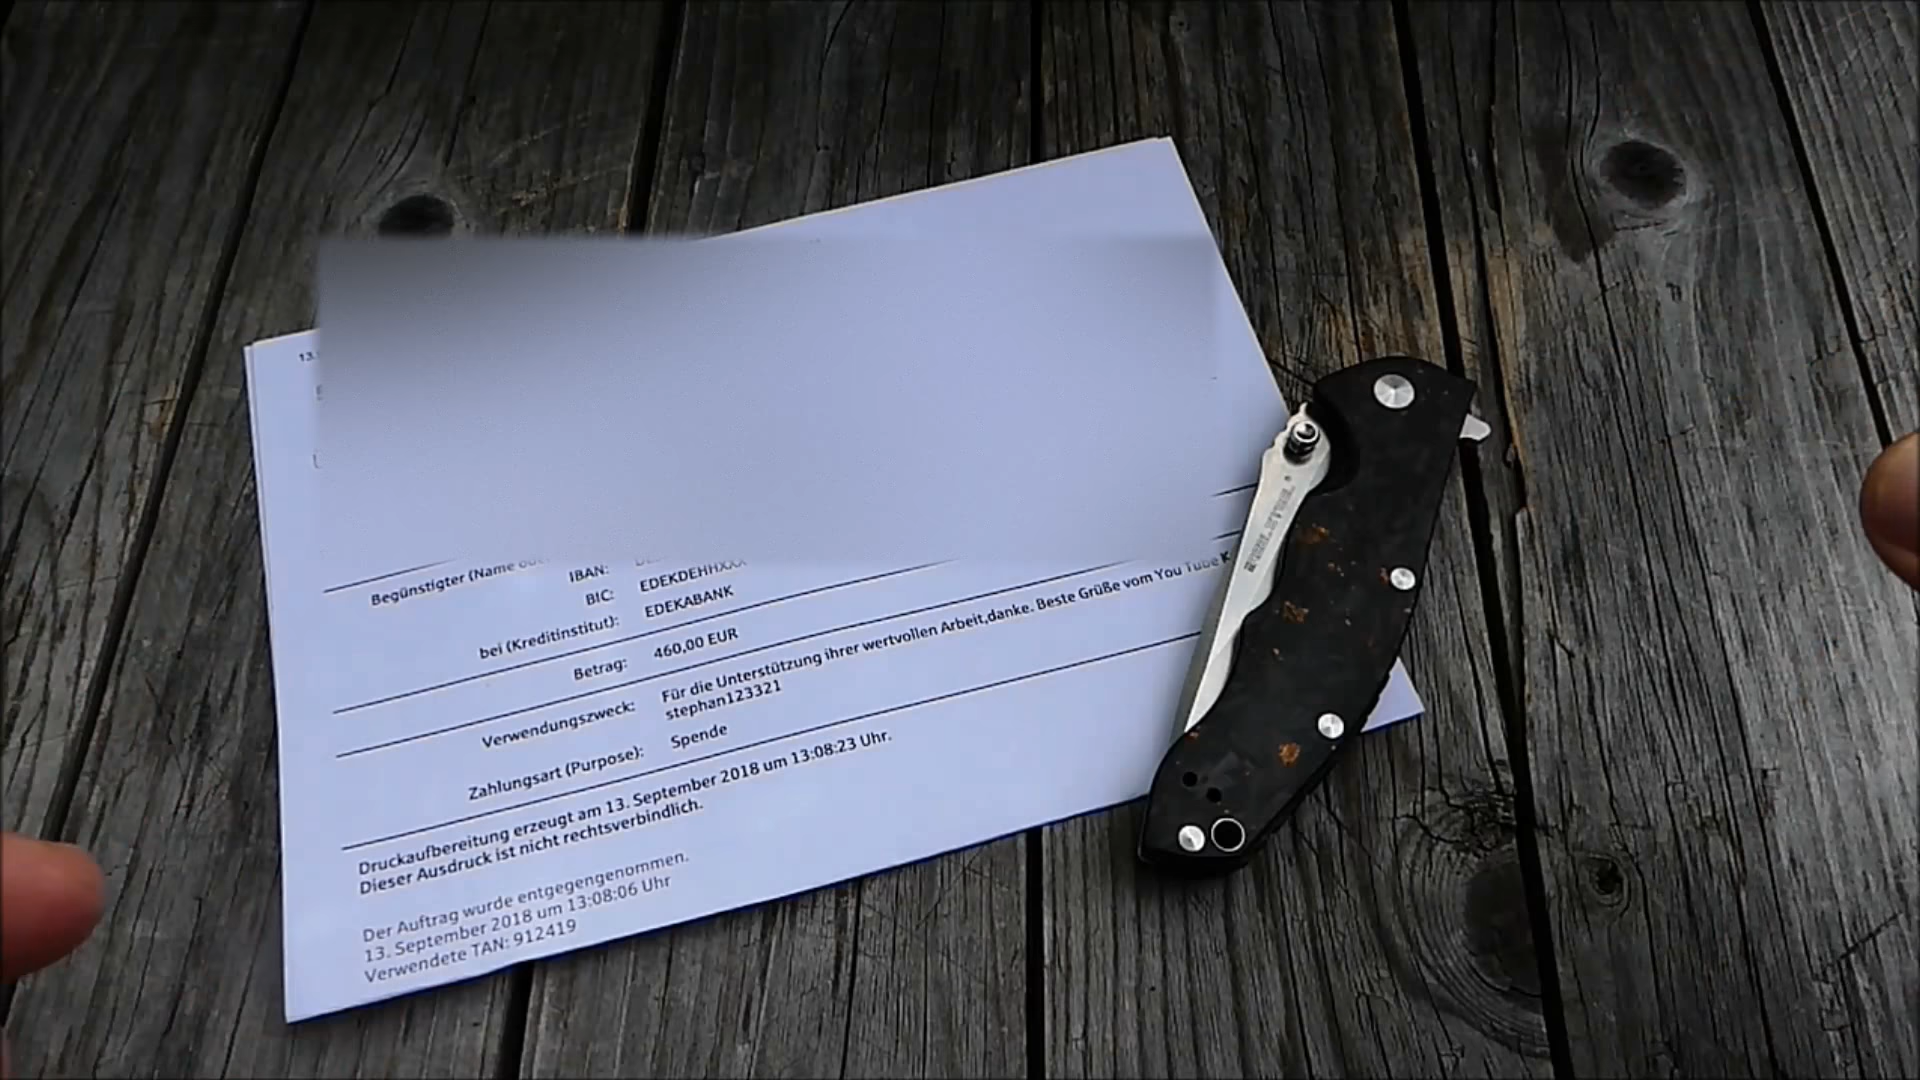 13.
Begünstigter (Name
IBAN:
BIC: EDEKDEHHXXX
bei (Kreditinstitut): EDEKABANK
Betrag: 460,00 EUR
Verwendungszweck: Für die Unterstützung ihrer wertvollen Arbeit,danke. Beste Grüße vom You Tube K
stephan123321
Zahlungsart (Purpose): Spende
Druckaufbereitung erzeugt am 13. September 2018 um 13:08:23 Uhr.
Dieser Ausdruck ist nicht rechtsverbindlich.
Der Auftrag wurde entgegengenommen.
13. September 2018 um 13:08:06 Uhr
Verwendete TAN: 912419
REAL STEEL